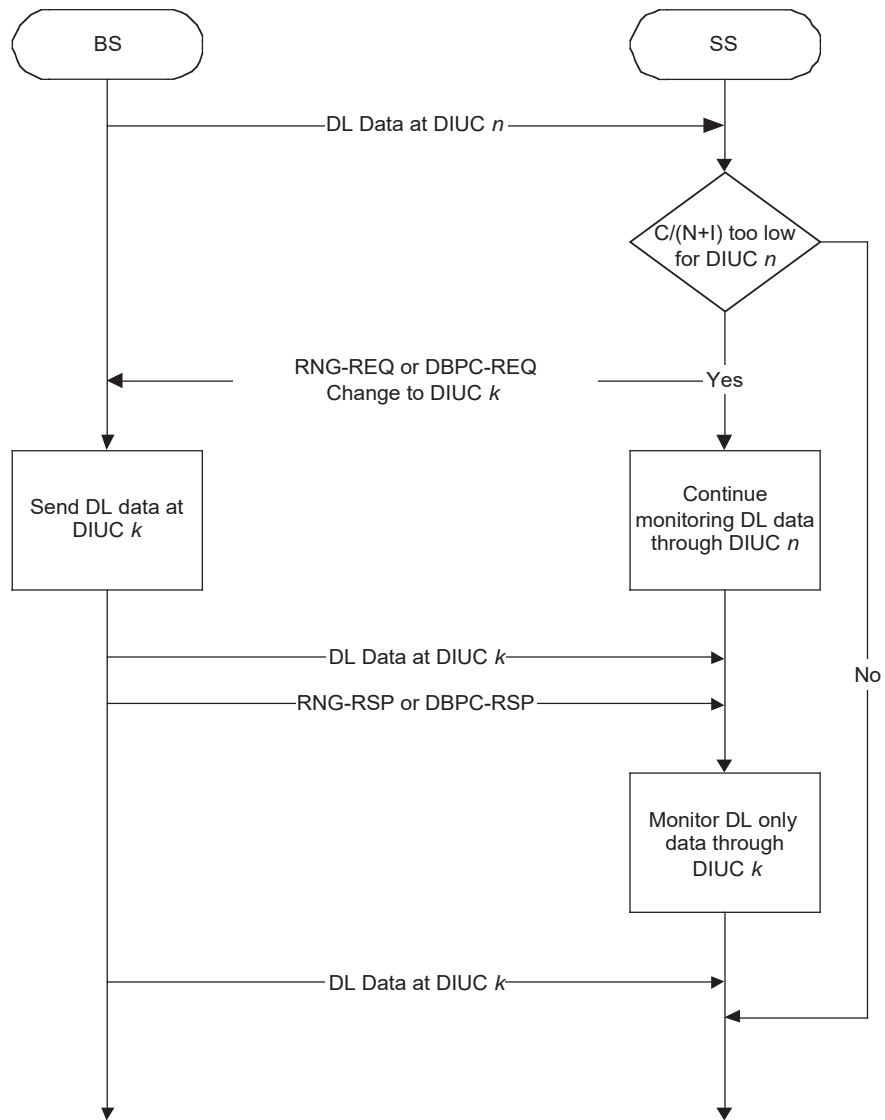 BS
SS
DL Data at DIUC n
C/(N+I) too low
for DIUC n
RNG-REQ or DBPC-REQ
Change to DIUC k
Yes
Send DL data at
DIUC k
Continue
monitoring DL data
through DIUC n
DL Data at DIUC k
No
RNG-RSP or DBPC-RSP
Monitor DL only
data through
DIUC k
DL Data at DIUC k